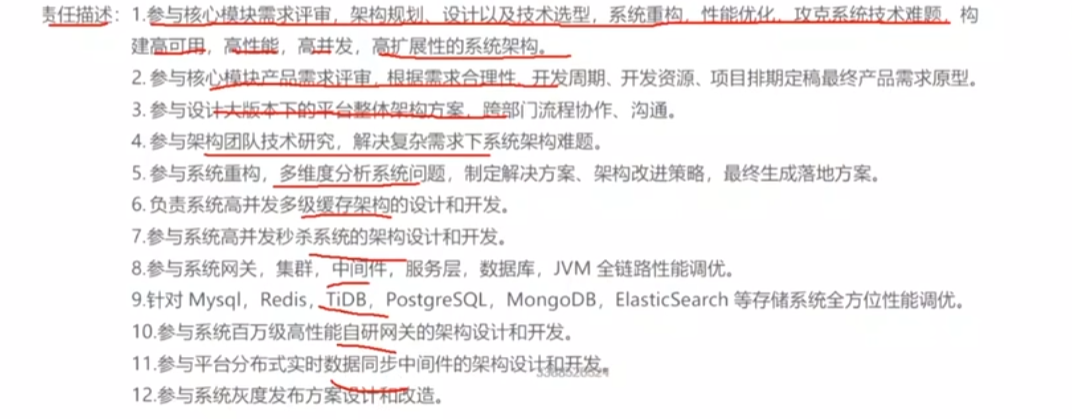 责任描述：1.参与核心模块需求评审，架构规划、设计以及技术选型，系统重构，性能优化，攻克系统技术难题，构
建高可用，高性能，高并发，高扩展性的系统架构。
2.参与核心模块产品需求评审，根据需求合理性、开发周期、开发资源、项目排期定稿最终产品需求原型。
3.参与设计大版本下的平台整体架构方案，跨部门流程协作、沟通。
4.参与架构团队技术研究，解决复杂需求下系统架构难题。
5.参与系统重构，多维度分析系统问题，制定解决方案、架构改进策略，最终生成落地方案。
6.负责系统高并发多级缓存架构的设计和开发。
7.参与系统高并发秒杀系统的架构设计和开发。
8.参与系统网关，集群，中间件，服务层，数据库，JVM 全链路性能调优。
9.针对 Mysql，Redis，TiDB，PostgreSQL，MongoDB，ElasticSearch 等存储系统全方位性能调优。
10.参与系统百万级高性能自研网关的架构设计和开发。
11.参与平台分布式实时数据同步中间件的架构设计和开发。
12.参与系统灰度发布方案设计和改造。